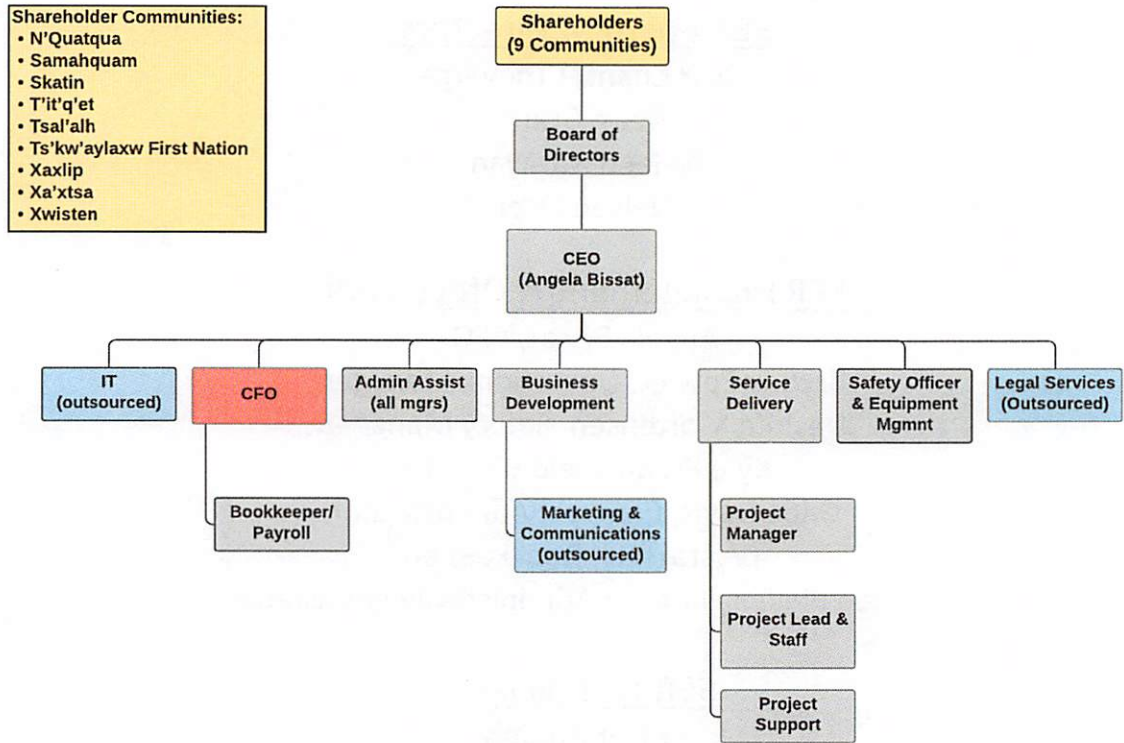 Shareholder Communities:
• N'Quatqua
• Samahquam
• Skatin
• T'it'q'et
• Tsal'alh
• Ts'kw'aylaxw First Nation
• Xaxlip
• Xa'xtsa
• Xwisten
Shareholders
(9 Communities)
Board of
Directors
CEO
(Angela Bissat)
IT
(outsourced)
CFO
Admin Assist
(all mgrs)
Business
Development
Service
Delivery
Safety Officer
& Equipment
Mgmnt
Legal Services
(Outsourced)
Bookkeeper/
Payroll
Marketing &
Communications
(outsourced)
Project
Manager
Project Lead &
Staff
Project
Support